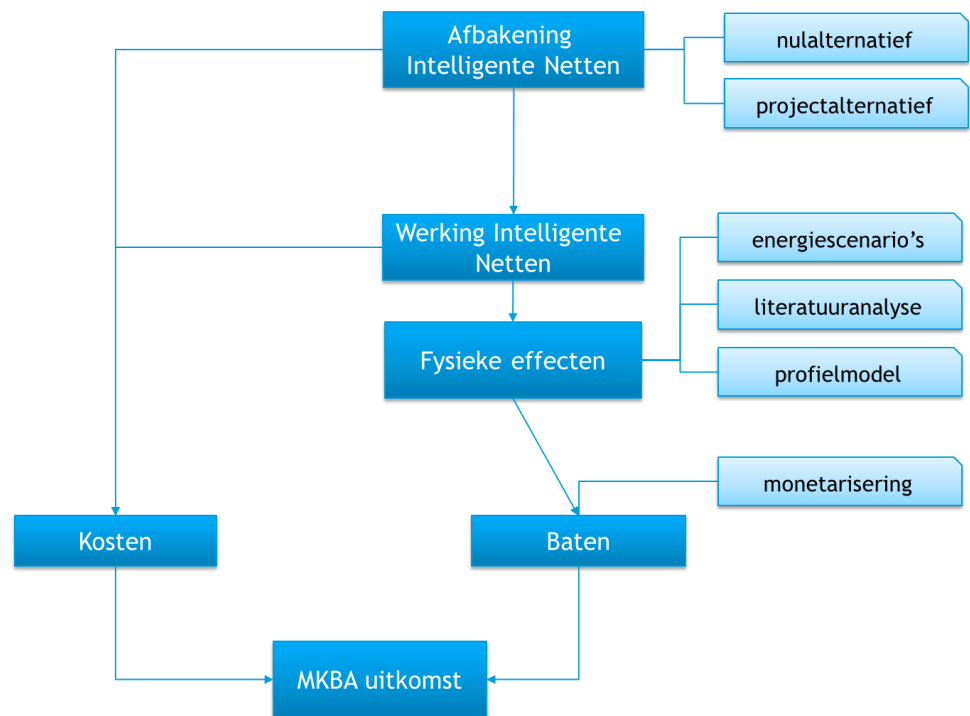 Afbakening
Intelligente Netten
nulalternatief
projectalternatief
Werking Intelligente
Netten
energiescenario’s
literatuuranalyse
Fysieke effecten
profielmodel
monetarisering
Kosten
Baten
MKBA uitkomst